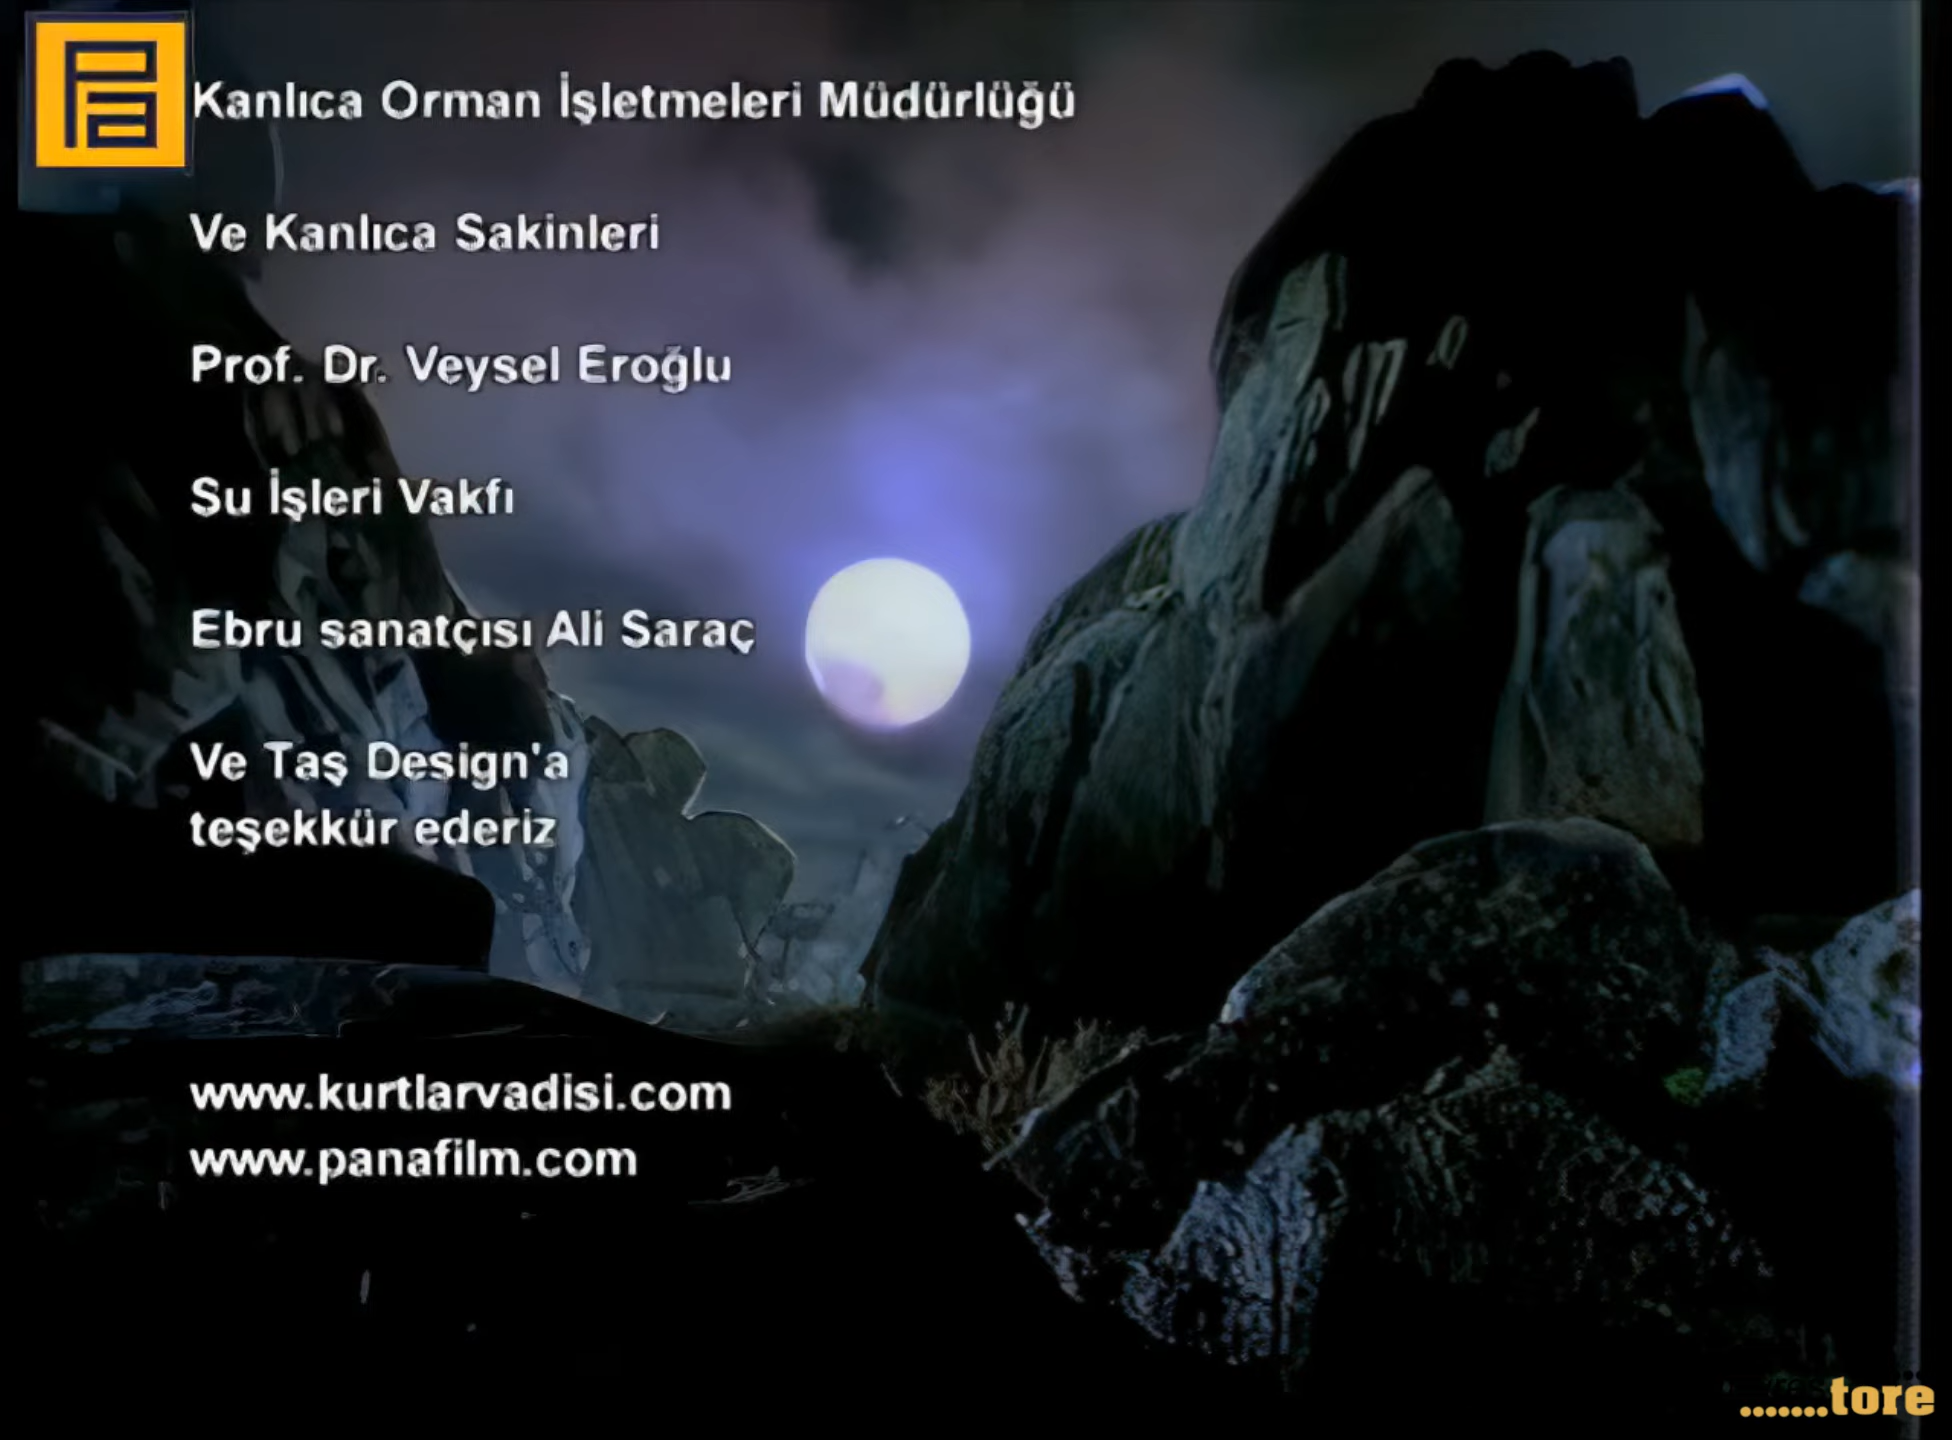 Kanlıca Orman İşletmeleri Müdürlüğü
Ve Kanlıca Sakinleri
Prof. Dr. Veysel Eroğlu
Su İşleri Vakfı
Ebru sanatçısı Ali Saraç
Ve Taş Design'a
teşekkür ederiz
www.kurtlarvadisi.com
www.panafilm.com
.......tore